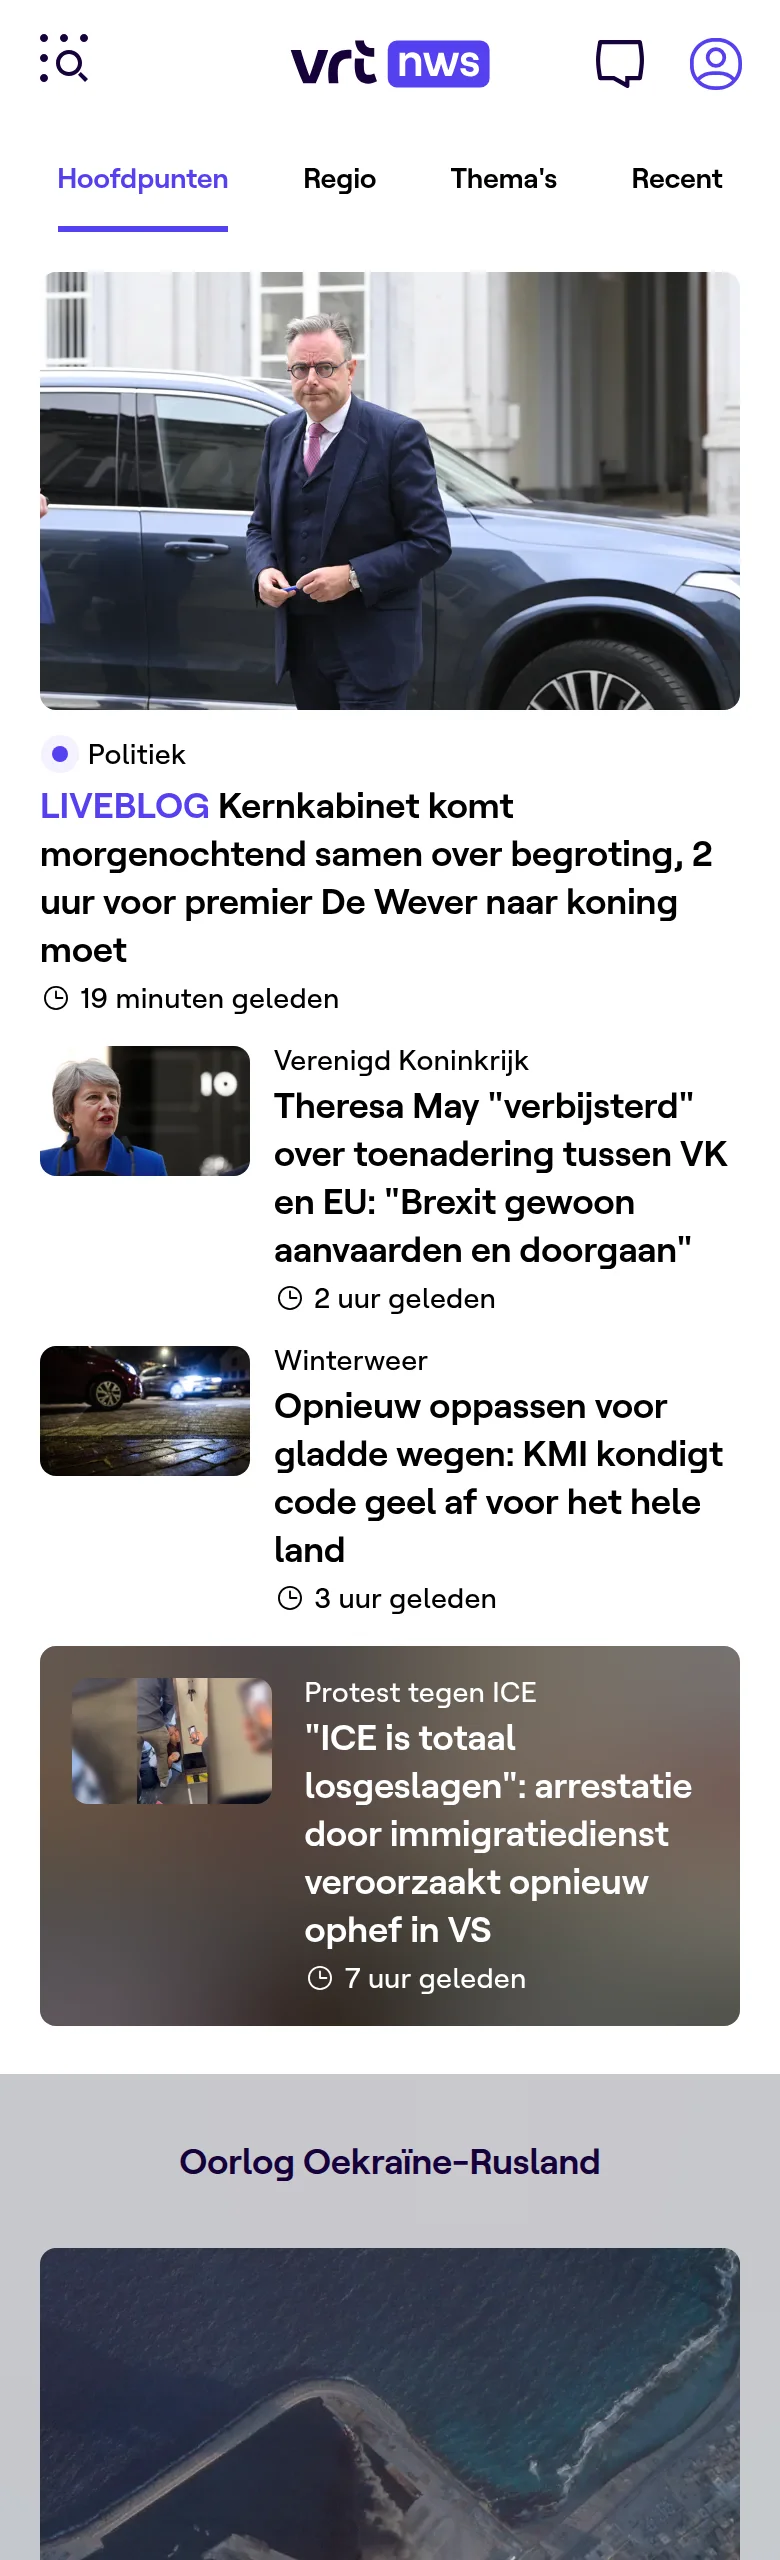 vrt nws
Hoofdpunten Regio Thema's Recent
Politiek
LIVEBLOG Kernkabinet komt
morgenochtend samen over begroting, 2
uur voor premier De Wever naar koning
moet
19 minuten geleden
10
Verenigd Koninkrijk
Theresa May "verbijsterd"
over toenadering tussen VK
en EU: "Brexit gewoon
aanvaarden en doorgaan"
2 uur geleden
Winterweer
Opnieuw oppassen voor
gladde wegen: KMI kondigt
code geel af voor het hele
land
3 uur geleden
Protest tegen ICE
"ICE is totaal
losgeslagen": arrestatie
door immigratiedienst
veroorzaakt opnieuw
ophef in VS
7 uur geleden
Oorlog Oekraïne-Rusland